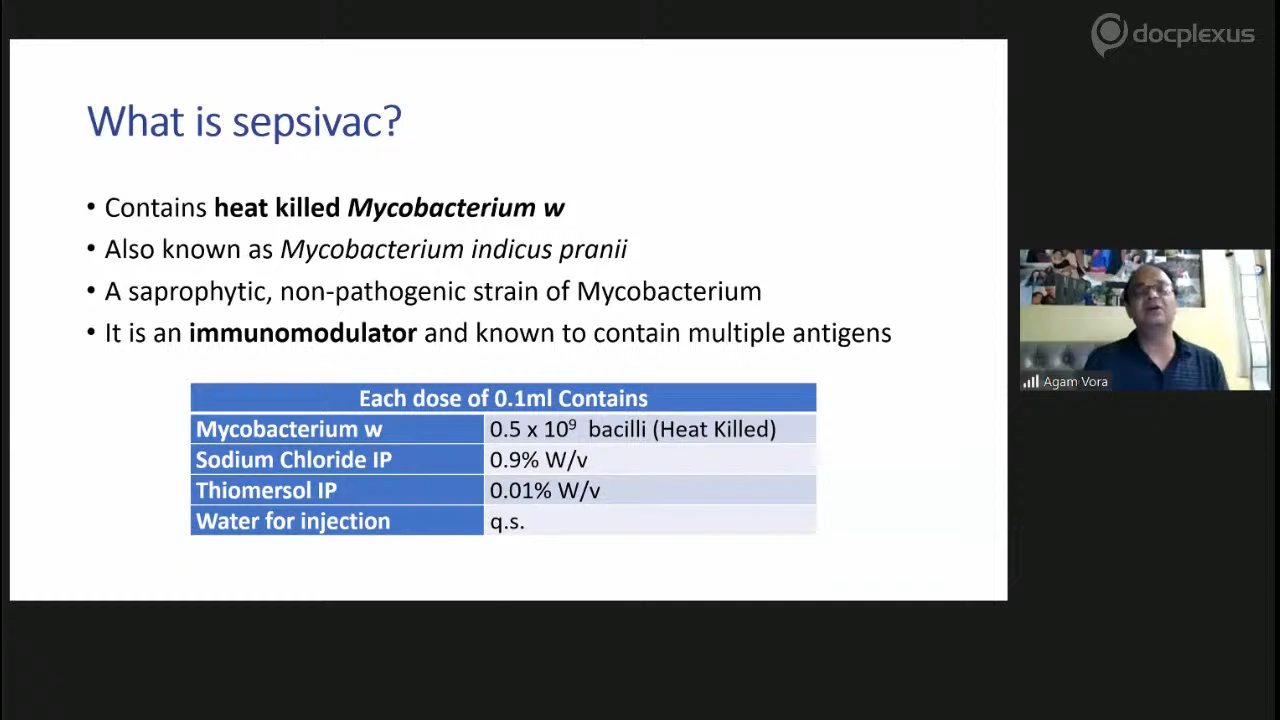 docplexus
What is sepsivac?
• Contains heat killed Mycobacterium w
• Also known as Mycobacterium indicus pranii
• A saprophytic, non-pathogenic strain of Mycobacterium
• It is an immunomodulator and known to contain multiple antigens
Each dose of 0.1ml Contains
Mycobacterium w 0.5 x 10⁹ bacilli (Heat Killed)
Sodium Chloride IP 0.9% W/v
Thiomersol IP 0.01% W/v
Water for injection q.s.
Agam Vora